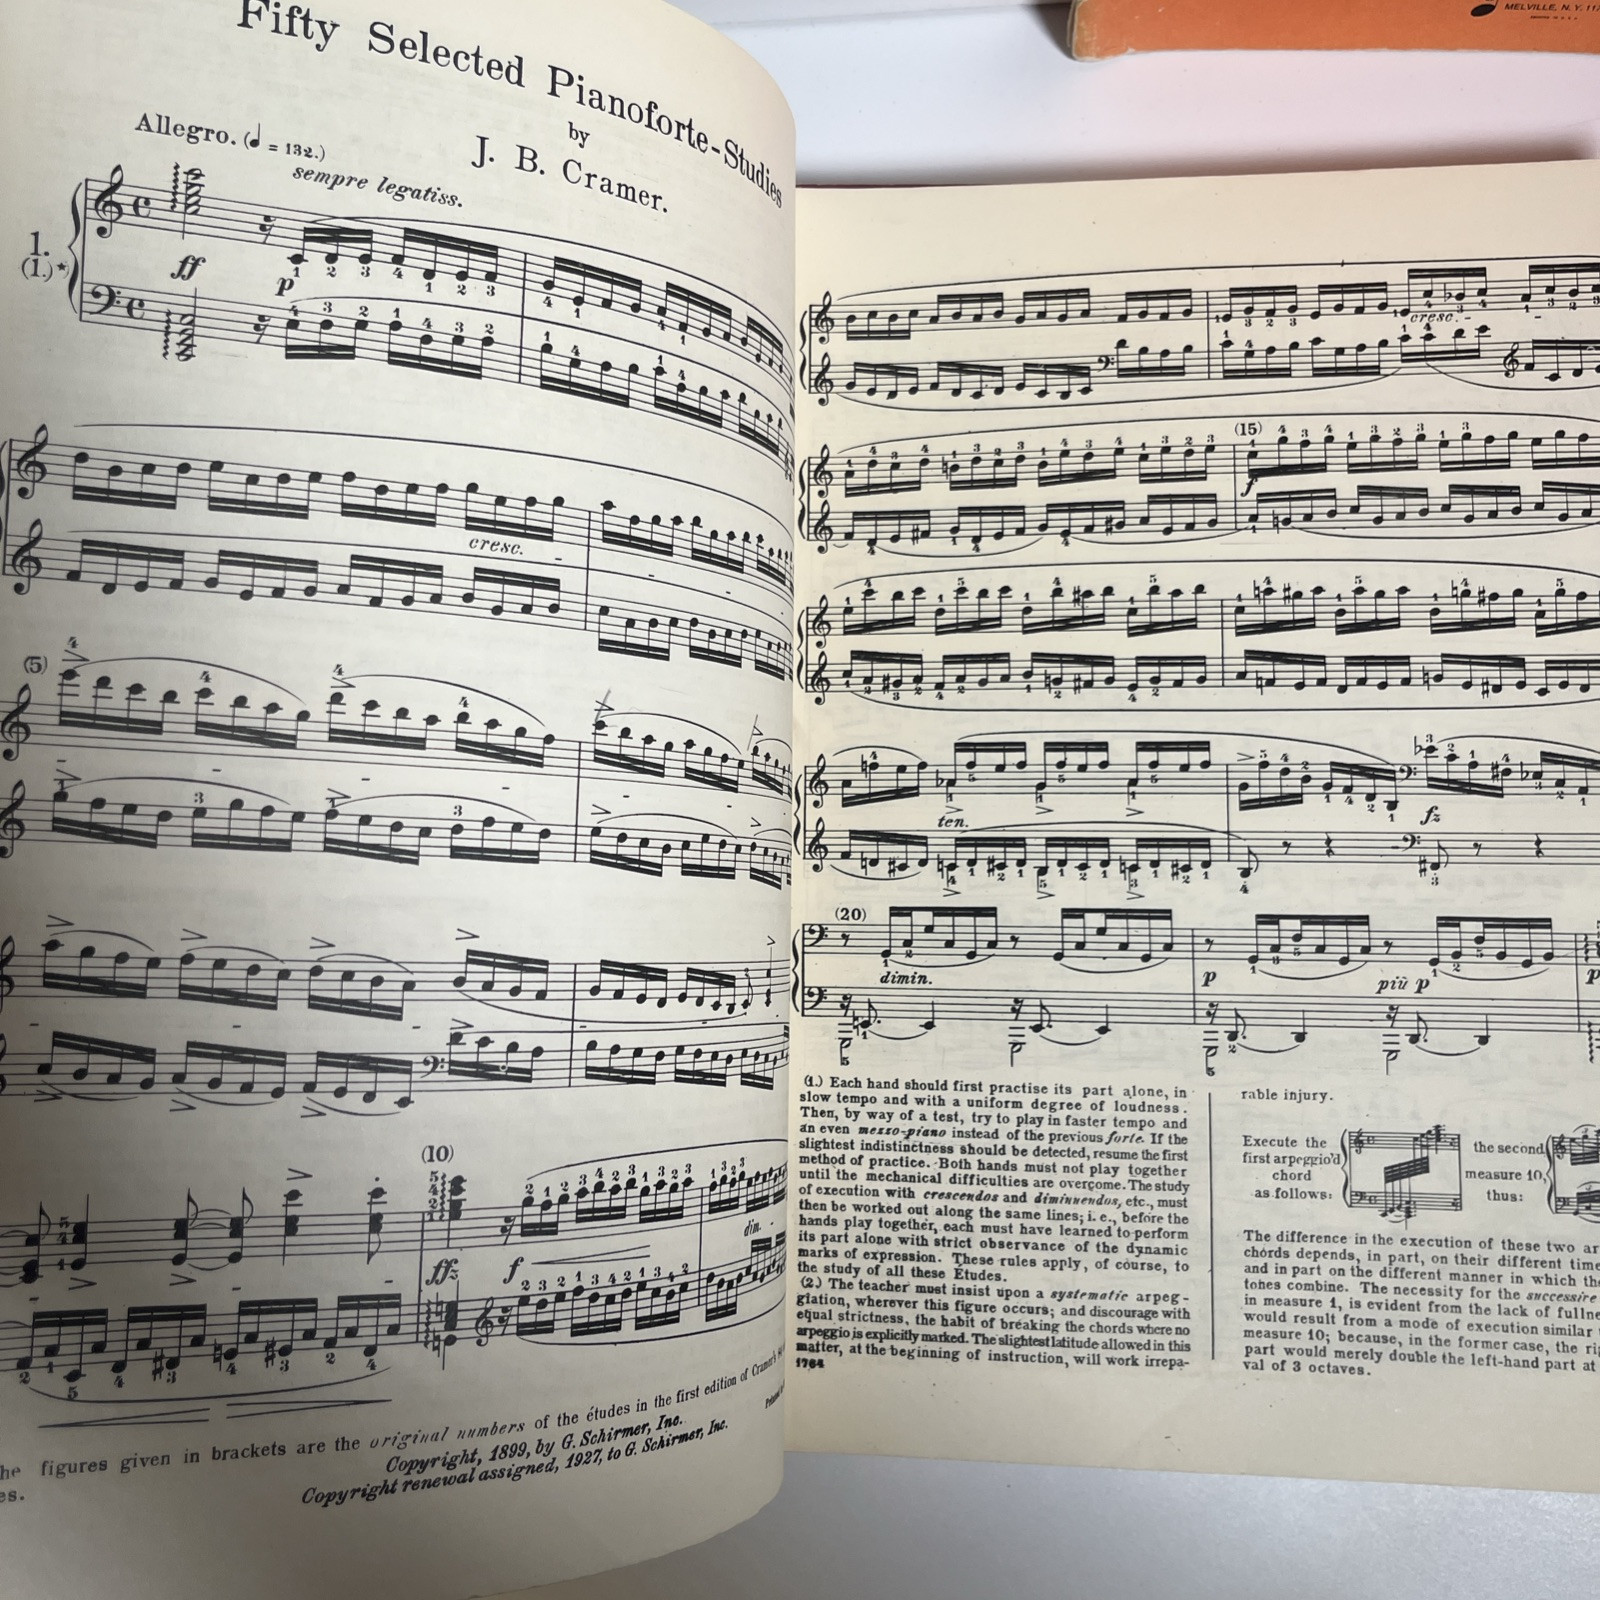 MELVILLE, N. Y.
Fifty Selected Pianoforte-Studies
by
J. B. Cramer.
Allegro. (♩ = 132.)
sempre legatiss.
1.
(1.)*
ff
p
cresc.
(5)
(10)
ffz
f
dim.
figures given in brackets are the original numbers of the études in the first edition of Cramer's
Copyright, 1899, by G. Schirmer, Inc.
Copyright renewal assigned, 1927, to G. Schirmer, Inc.
cresc.
(15)
f
ten.
fz
(20)
dimin.
p
più p
p
(1.) Each hand should first practise its part alone, in
slow tempo and with a uniform degree of loudness.
Then, by way of a test, try to play in faster tempo and
an even mezzo-piano instead of the previous forte. If the
slightest indistinctness should be detected, resume the first
method of practice. Both hands must not play together
until the mechanical difficulties are overcome. The study
of execution with crescendos and diminuendos, etc., must
then be worked out along the same lines; i. e., before the
hands play together, each must have learned to perform
its part alone with strict observance of the dynamic
marks of expression. These rules apply, of course, to
the study of all these Études.
(2.) The teacher must insist upon a systematic arpeg-
giation, wherever this figure occurs; and discourage with
equal strictness, the habit of breaking the chords where no
arpeggio is explicitly marked. The slightest latitude allowed in this
matter, at the beginning of instruction, will work irrepa-
1764
rable injury.
Execute the
first arpeggio'd
chord
as follows:
the second,
measure 10,
thus:
The difference in the execution of these two
chords depends, in part, on their different time
and in part on the different manner in which
tones combine. The necessity for the successive
in measure 1, is evident from the lack of
would result from a mode of execution similar
measure 10; because, in the former case, the
part would merely double the left-hand part at
val of 3 octaves.